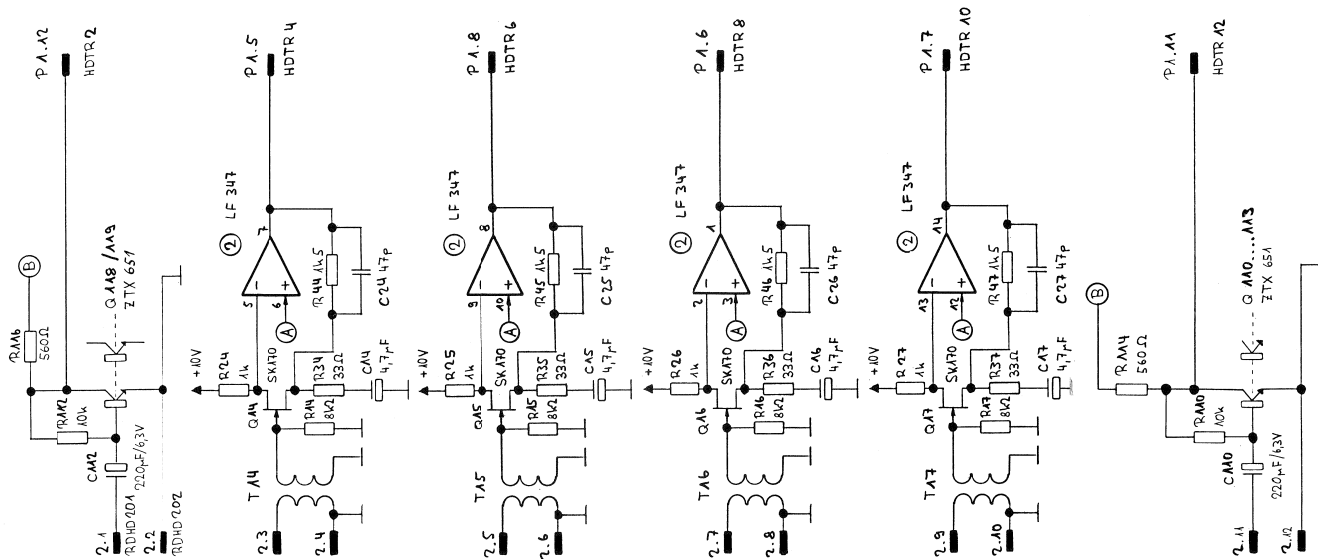 P1.12
HDTR 2
B
R116
560Ω
Q118/119
ZTX 651
R112
10k
C112
220µF/6,3V
2.1
RDHD201
2.2
RDHD202
P1.5
HDTR 4
2
LF 347
7
5
6
−
+
A
R44 1k5
C24 47p
+10V
R24
1k
SK170
Q14
R34
33Ω
C14
4,7µF
R14
8k2
T14
2.3
2.4
P1.8
HDTR 6
2
LF 347
8
9
10
−
+
A
R45 1k5
C25 47p
+10V
R25
1k
SK170
Q15
R35
33Ω
C15
4,7µF
R15
8k2
T15
2.5
2.6
P1.6
HDTR 8
2
LF 347
1
2
3
−
+
A
R46 1k5
C26 47p
+10V
R26
1k
SK170
Q16
R36
33Ω
C16
4,7µF
R16
8k2
T16
2.7
2.8
P1.7
HDTR 10
2
LF 347
14
13
12
−
+
A
R47 1k5
C27 47p
+10V
R27
1k
SK170
Q17
R37
33Ω
C17
4,7µF
R17
8k2
T17
2.9
2.10
P1.11
HDTR 12
B
R114
560Ω
Q110...113
ZTX 651
R110
10k
C110
220µF/6,3V
2.11
2.12